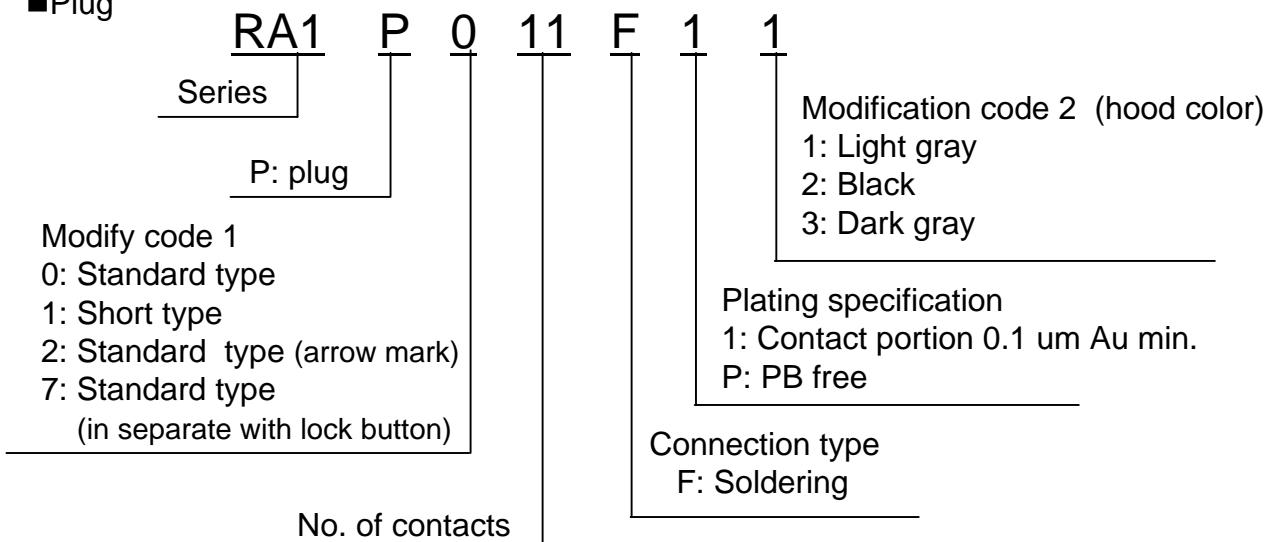 ■Plug
RA1 P 0 11 F 1 1
Series
P: plug
Modify code 1
0: Standard type
1: Short type
2: Standard type (arrow mark)
7: Standard type
(in separate with lock button)
No. of contacts
Connection type
F: Soldering
Plating specification
1: Contact portion 0.1 um Au min.
P: PB free
Modification code 2 (hood color)
1: Light gray
2: Black
3: Dark gray